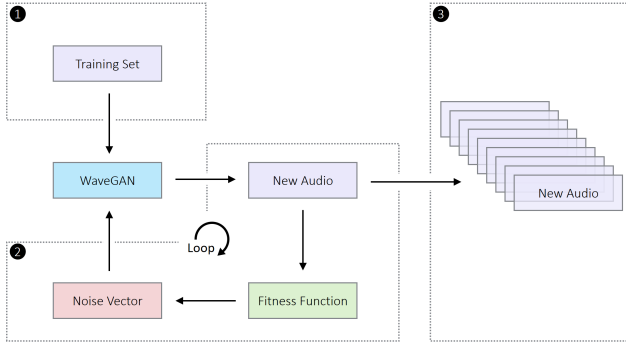 1
Training Set
WaveGAN
New Audio
3
New Audio
2
Loop
Noise Vector
Fitness Function